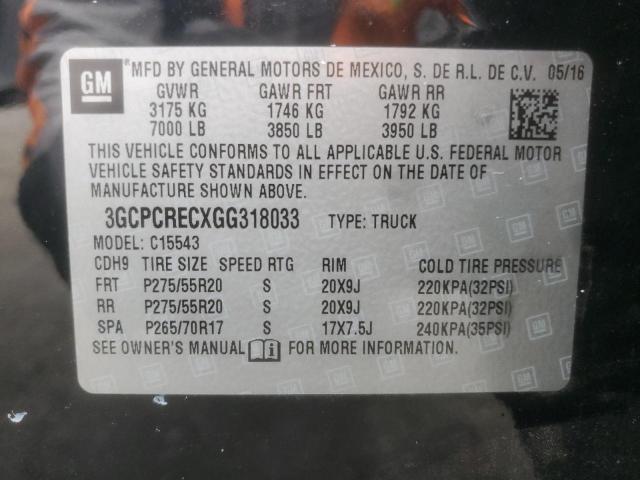 GM
MFD BY GENERAL MOTORS DE MEXICO, S. DE R.L. DE C.V. 05/16
GVWR GAWR FRT GAWR RR
3175 KG 1746 KG 1792 KG
7000 LB 3850 LB 3950 LB
THIS VEHICLE CONFORMS TO ALL APPLICABLE U.S. FEDERAL MOTOR
VEHICLE SAFETY STANDARDS IN EFFECT ON THE DATE OF
MANUFACTURE SHOWN ABOVE.
3GCPCRECXGG318033 TYPE: TRUCK
MODEL: C15543
CDH9 TIRE SIZE SPEED RTG RIM COLD TIRE PRESSURE
FRT P275/55R20 S 20X9J 220KPA(32PSI)
RR P275/55R20 S 20X9J 220KPA(32PSI)
SPA P265/70R17 S 17X7.5J 240KPA(35PSI)
SEE OWNER'S MANUAL FOR MORE INFORMATION.